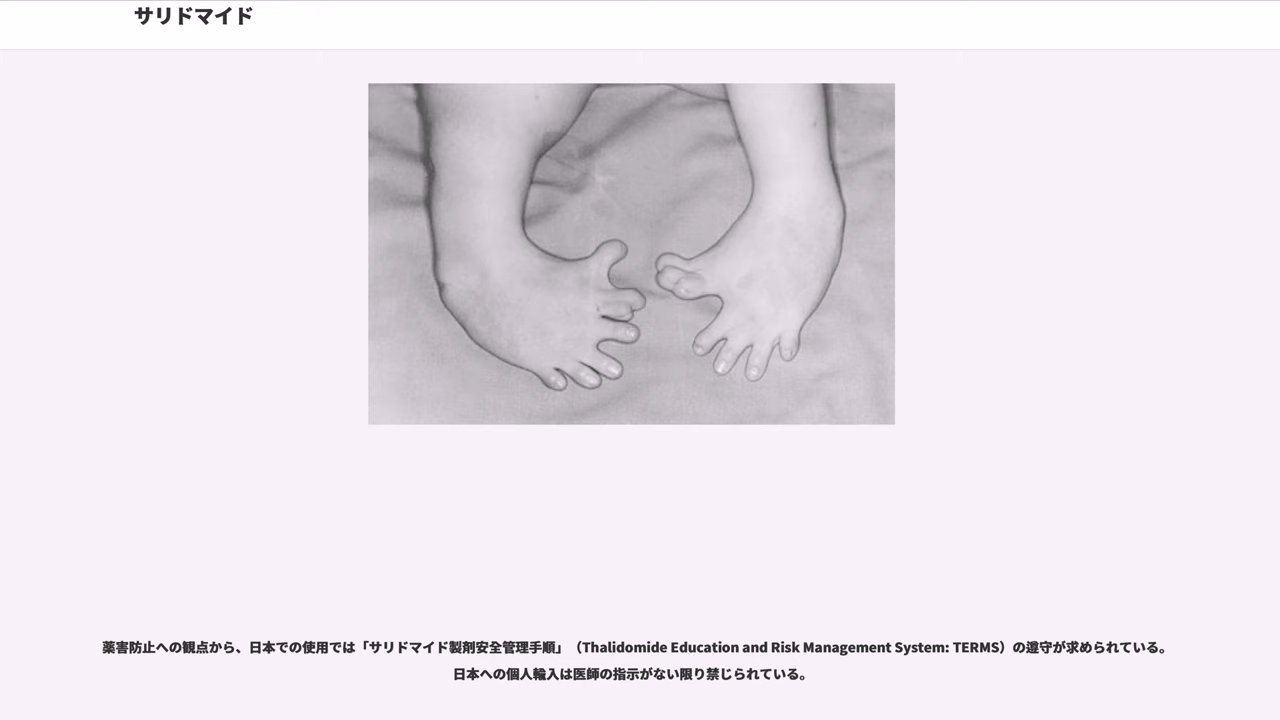 サリドマイド
薬害防止への観点から、日本での使用では「サリドマイド製剤安全管理手順」（Thalidomide Education and Risk Management System: TERMS）の遵守が求められている。
日本への個人輸入は医師の指示がない限り禁じられている。